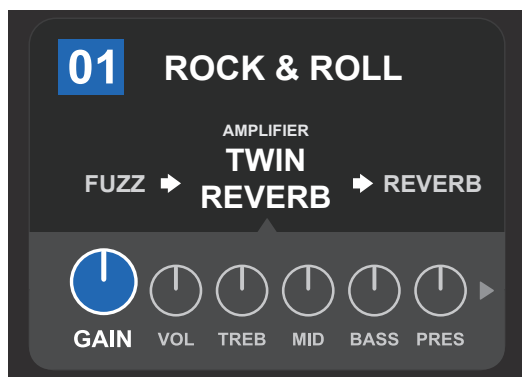 01 ROCK & ROLL
AMPLIFIER
TWIN
FUZZ REVERB REVERB
GAIN VOL TREB MID BASS PRES